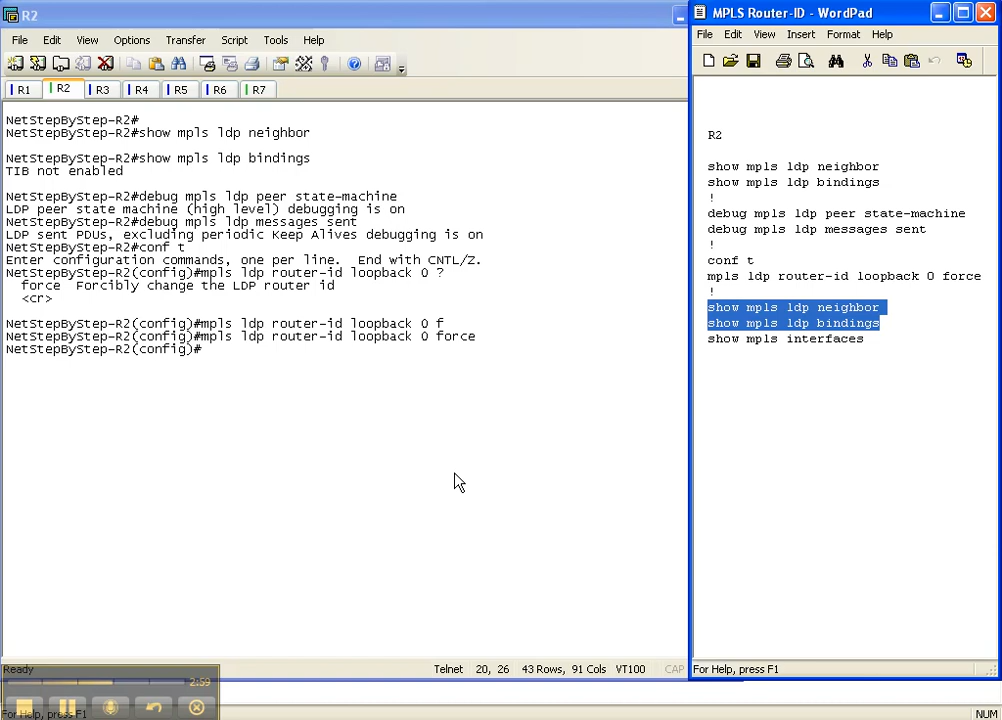 R2
File Edit View Options Transfer Script Tools Help
R1 R2 R3 R4 R5 R6 R7
NetStepByStep-R2#
NetStepByStep-R2#show mpls ldp neighbor
NetStepByStep-R2#show mpls ldp bindings
TIB not enabled
NetStepByStep-R2#debug mpls ldp peer state-machine
LDP peer state machine (high level) debugging is on
NetStepByStep-R2#debug mpls ldp messages sent
LDP sent PDUs, excluding periodic Keep Alives debugging is on
NetStepByStep-R2#conf t
Enter configuration commands, one per line.  End with CNTL/Z.
NetStepByStep-R2(config)#mpls ldp router-id loopback 0 ?
  force  Forcibly change the LDP router id
  <cr>
NetStepByStep-R2(config)#mpls ldp router-id loopback 0 f
NetStepByStep-R2(config)#mpls ldp router-id loopback 0 force
NetStepByStep-R2(config)#
Ready
Telnet 20, 26 43 Rows, 91 Cols VT100 CAP
2:59
For Help, press F1
NUM
MPLS Router-ID - WordPad
File Edit View Insert Format Help
R2
show mpls ldp neighbor
show mpls ldp bindings
!
debug mpls ldp peer state-machine
debug mpls ldp messages sent
!
conf t
mpls ldp router-id loopback 0 force
!
show mpls ldp neighbor
show mpls ldp bindings
show mpls interfaces
For Help, press F1